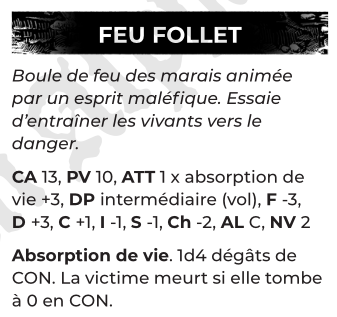 FEU FOLLET
Boule de feu des marais animée
par un esprit maléfique. Essaie
d’entraîner les vivants vers le
danger.
CA 13, PV 10, ATT 1 x absorption de
vie +3, DP intermédiaire (vol), F -3,
D +3, C +1, I -1, S -1, Ch -2, AL C, NV 2
Absorption de vie. 1d4 dégâts de
CON. La victime meurt si elle tombe
à 0 en CON.